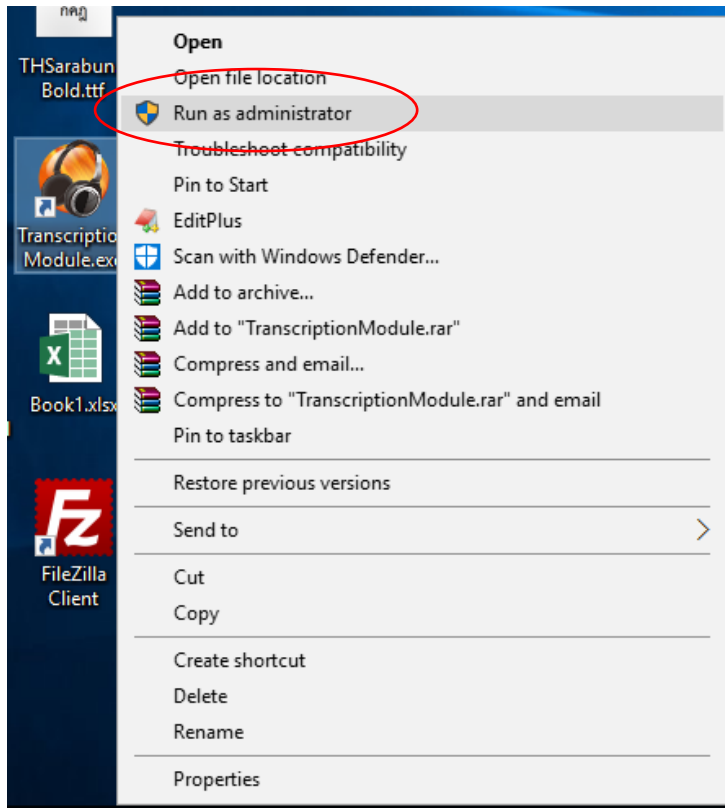 กคฎ
THSarabun
Bold.ttf
Transcriptio
Module.ex
Book1.xlsx
FileZilla
Client
Open
Open file location
Run as administrator
Troubleshoot compatibility
Pin to Start
EditPlus
Scan with Windows Defender...
Add to archive...
Add to "TranscriptionModule.rar"
Compress and email...
Compress to "TranscriptionModule.rar" and email
Pin to taskbar
Restore previous versions
Send to
Cut
Copy
Create shortcut
Delete
Rename
Properties